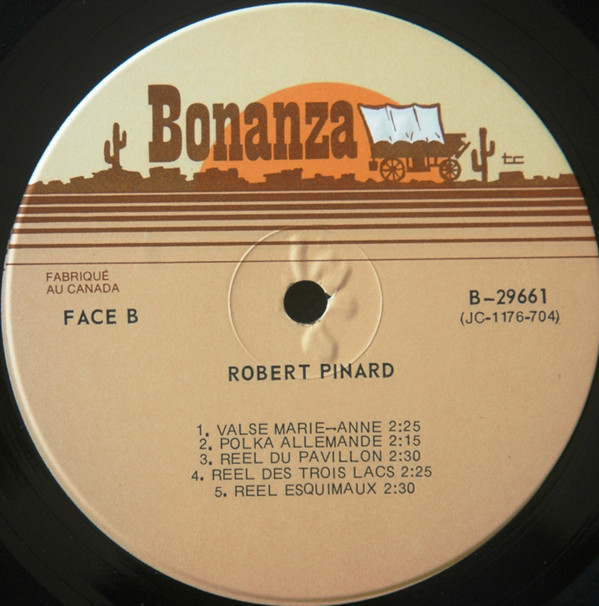 Bonanza
tc
FABRIQUÉ
AU CANADA
FACE B
B-29661
(JC-1176-704)
ROBERT PINARD
1. VALSE MARIE-ANNE 2:25
2. POLKA ALLEMANDE 2:15
3. REEL DU PAVILLON 2:30
4. REEL DES TROIS LACS 2:25
5. REEL ESQUIMAUX 2:30